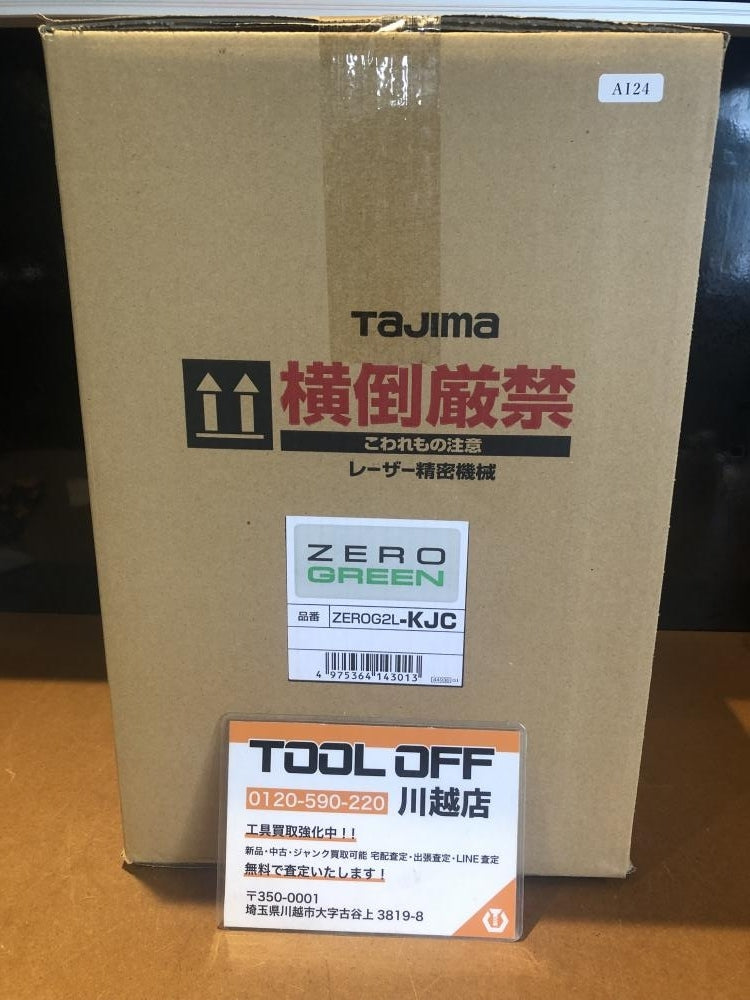 AI24
TaJima
横倒厳禁
こわれもの注意
レーザー精密機械
ZERO
GREEN
品番 ZEROG2L-KJC
4 975364 143013
TOOL OFF
0120-590-220 川越店
工具買取強化中！！
新品・中古・ジャンク買取可能 宅配査定・出張査定・LINE査定
無料で査定いたします！
〒350-0001
埼玉県川越市大字古谷上 3819-8